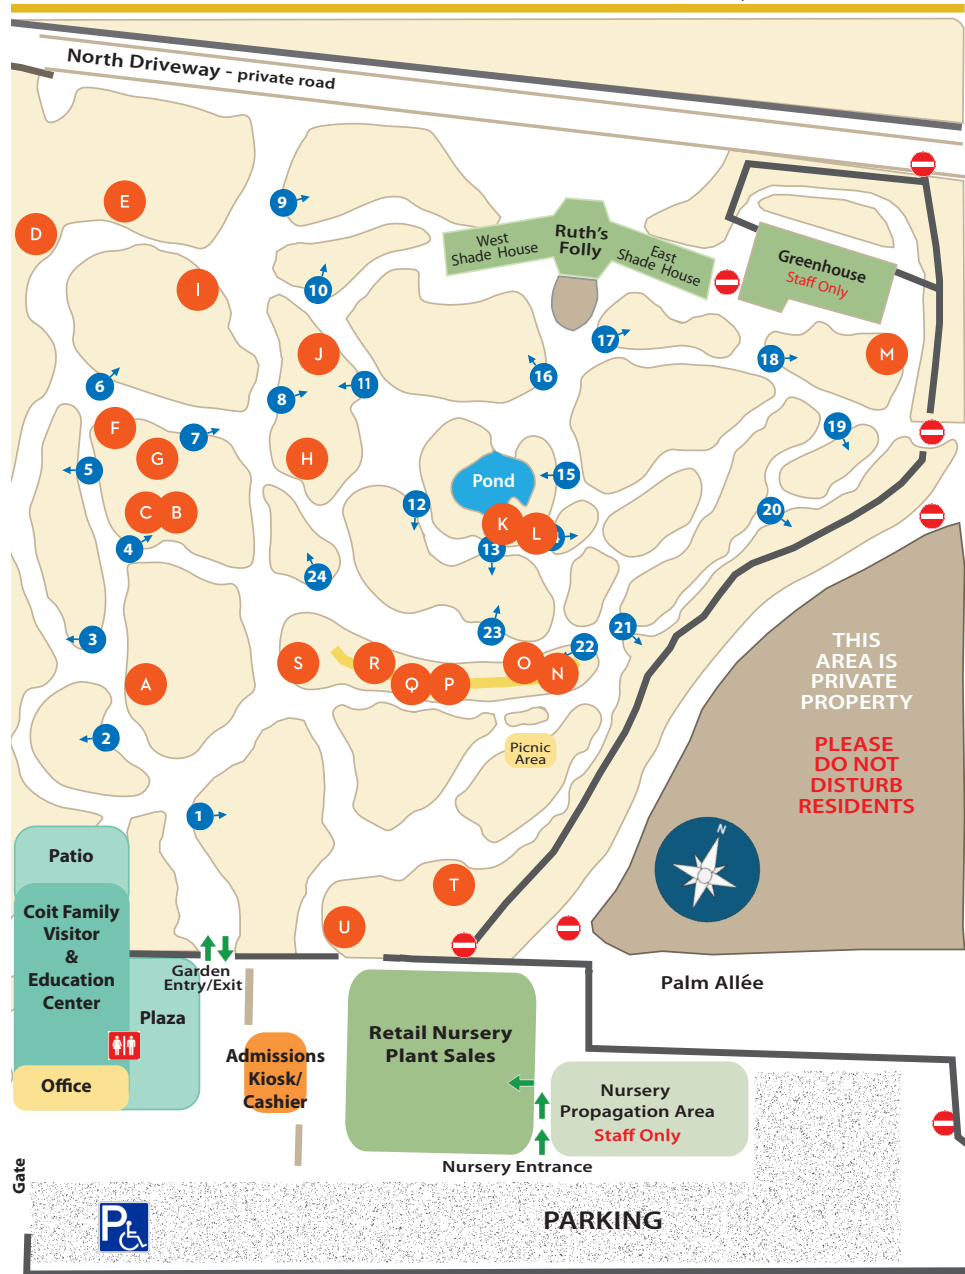 North Driveway - private road
E
D
9
West
Shade House
Ruth's
Folly
East
Shade House
Greenhouse
Staff Only
I
10
17
J
M
18
6
11
16
8
F
7
19
G
H
5
Pond
15
12
C
B
20
K
L
4
13
24
21
23
3
22
S
R
O
N
A
Q
P
THIS
AREA IS
PRIVATE
PROPERTY
PLEASE
DO NOT
DISTURB
RESIDENTS
2
Picnic
Area
1
N
Patio
T
Coit Family
Visitor
&
Education
Center
U
Garden
Entry/Exit
Palm Allée
Plaza
Retail Nursery
Plant Sales
Admissions
Kiosk/
Cashier
Office
Nursery
Propagation Area
Staff Only
Nursery Entrance
Gate
P
PARKING